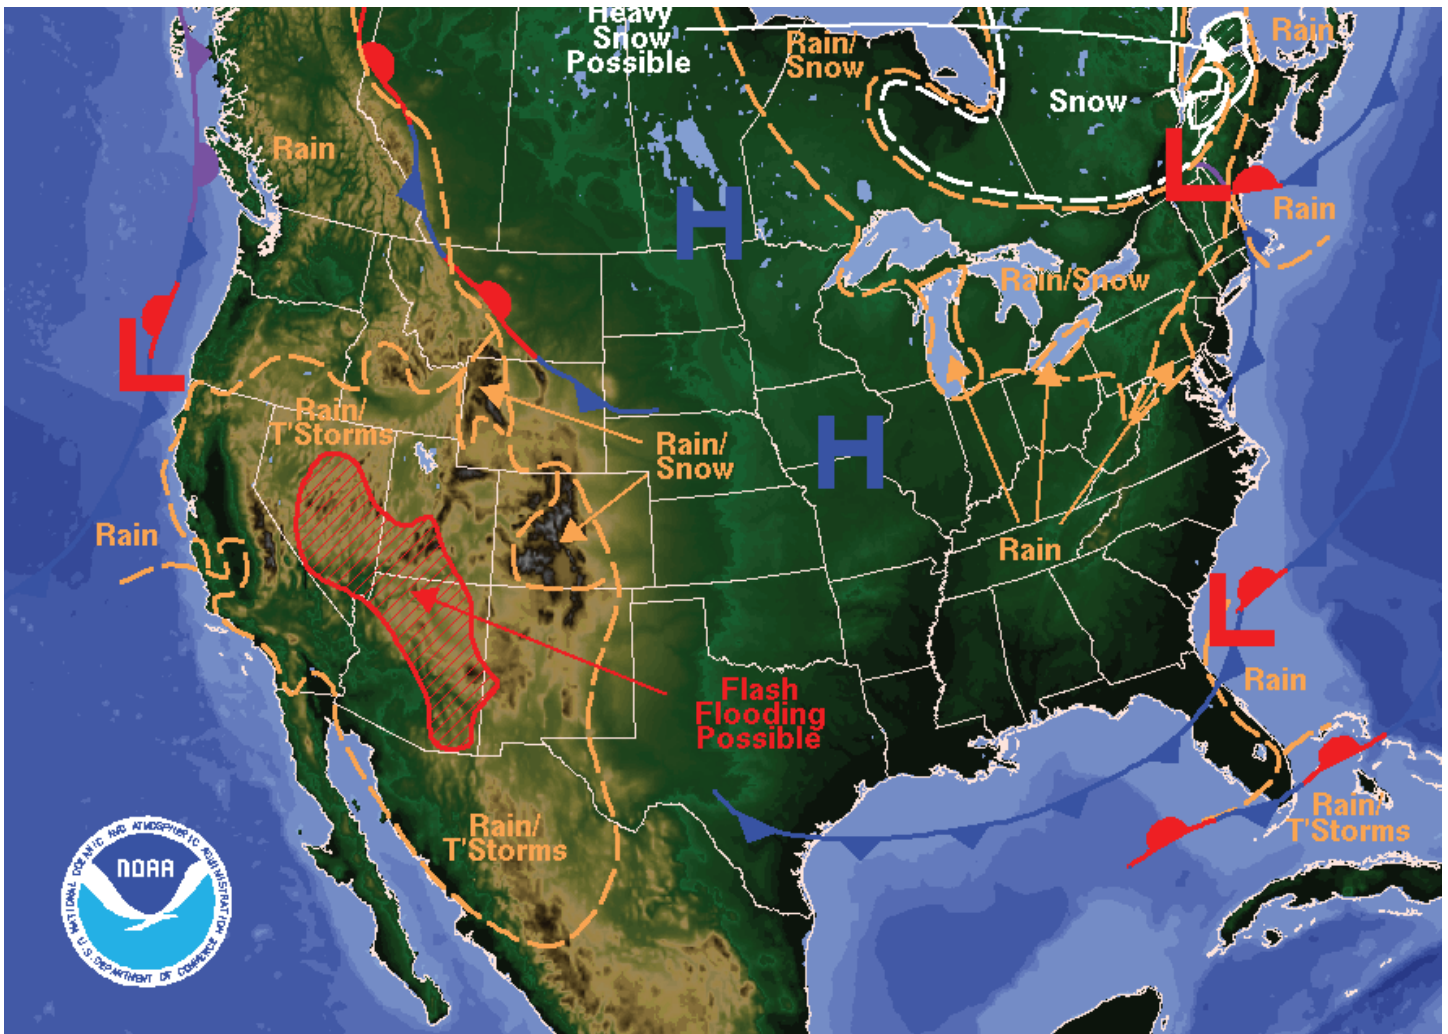 Heavy
Snow
Possible
Rain/
Snow
Rain
Snow
Rain
H
L
Rain
Rain/Snow
L
Rain/
T'Storms
Rain/
Snow
H
Rain
Rain
L
Rain
Flash
Flooding
Possible
Rain/
T'Storms
Rain/
T'Storms
NATIONAL OCEANIC AND ATMOSPHERIC ADMINISTRATION
NOAA
U.S. DEPARTMENT OF COMMERCE